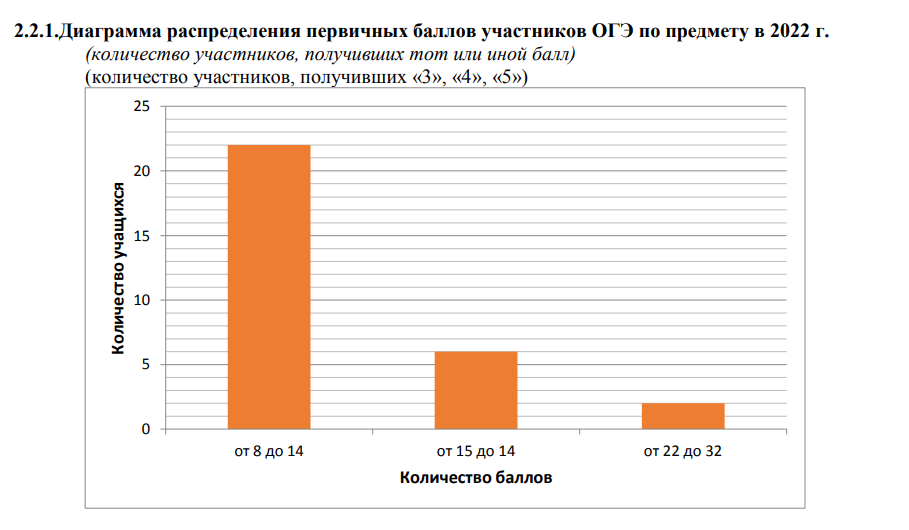 2.2.1.Диаграмма распределения первичных баллов участников ОГЭ по предмету в 2022 г.
(количество участников, получивших тот или иной балл)
(количество участников, получивших «3», «4», «5»)
25
20
15
10
5
0
Количество учащихся
от 8 до 14
от 15 до 14
от 22 до 32
Количество баллов